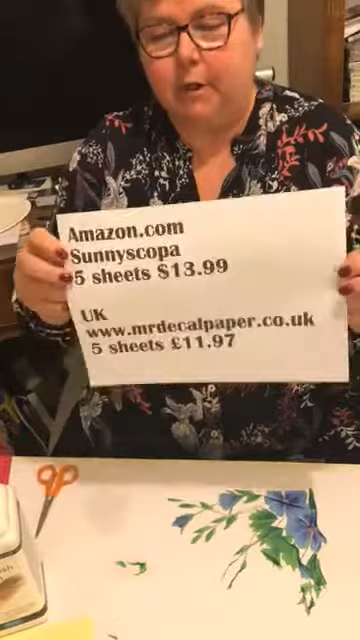 Amazon.com
Sunnyscopa
5 sheets $13.99
UK
www.mrdecalpaper.co.uk
5 sheets £11.97